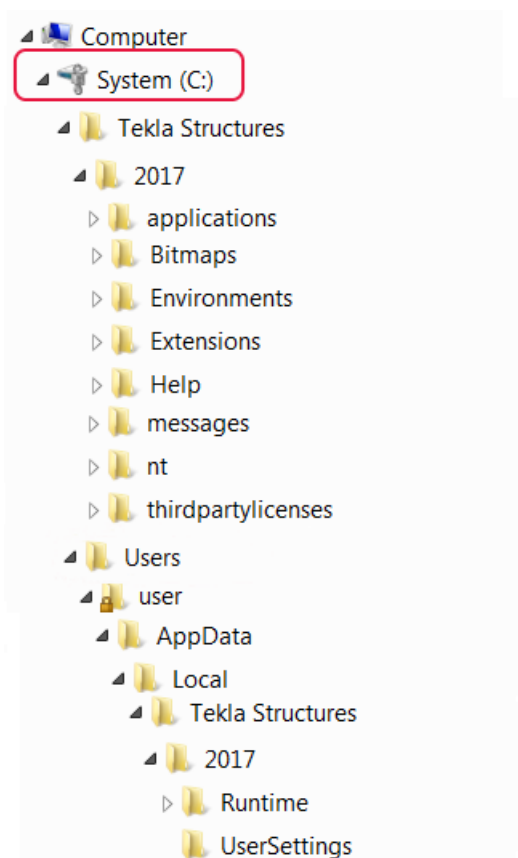 Computer
System (C:)
Tekla Structures
2017
applications
Bitmaps
Environments
Extensions
Help
messages
nt
thirdpartylicenses
Users
user
AppData
Local
Tekla Structures
2017
Runtime
UserSettings